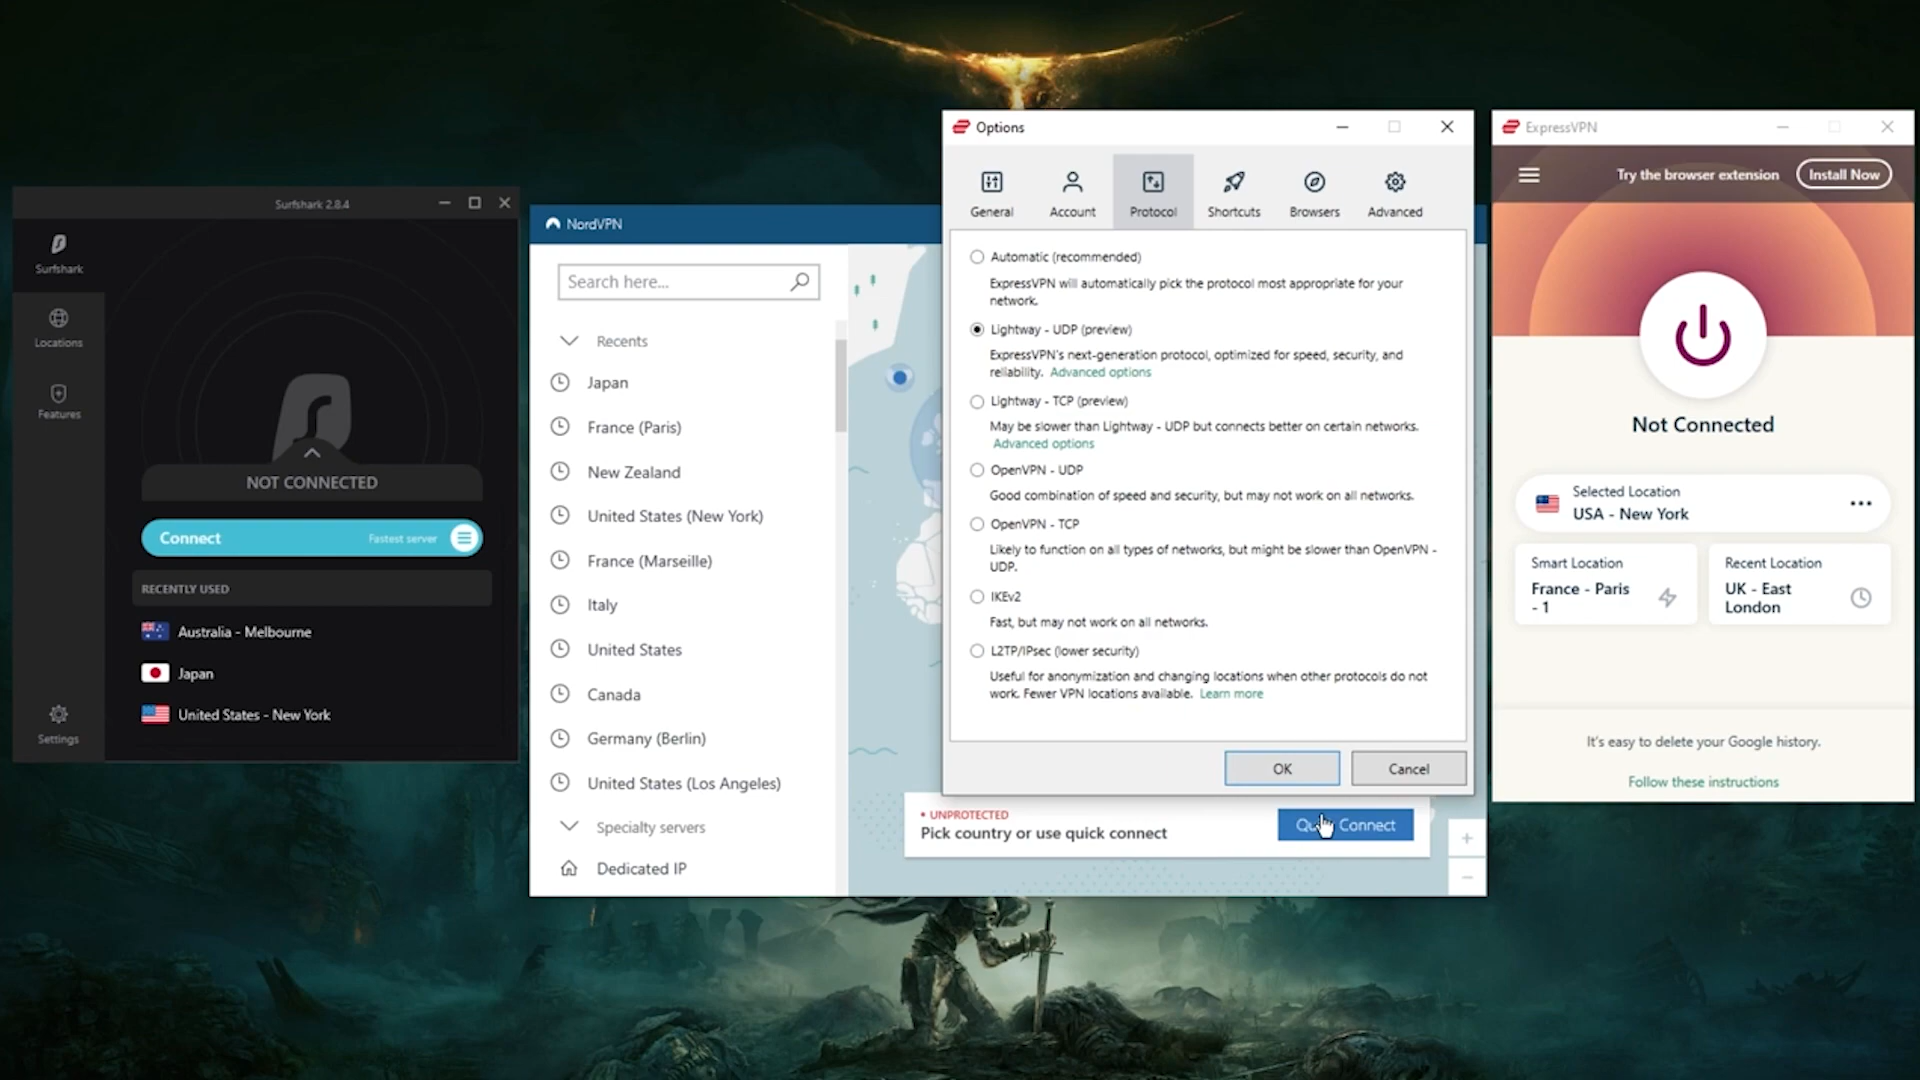 Surfshark 2.8.4
Surfshark
Locations
Features
Settings
NOT CONNECTED
Connect
Fastest server
RECENTLY USED
Australia - Melbourne
Japan
United States - New York
NordVPN
Search here...
Recents
Japan
France (Paris)
New Zealand
United States (New York)
France (Marseille)
Italy
United States
Canada
Germany (Berlin)
United States (Los Angeles)
Specialty servers
Dedicated IP
• UNPROTECTED
Pick country or use quick connect
Connect
Options
General
Account
Protocol
Shortcuts
Browsers
Advanced
Automatic (recommended)
ExpressVPN will automatically pick the protocol most appropriate for your
network.
Lightway - UDP (preview)
ExpressVPN's next-generation protocol, optimized for speed, security, and
reliability. Advanced options
Lightway - TCP (preview)
May be slower than Lightway - UDP but connects better on certain networks.
Advanced options
OpenVPN - UDP
Good combination of speed and security, but may not work on all networks.
OpenVPN - TCP
Likely to function on all types of networks, but might be slower than OpenVPN -
UDP.
IKEv2
Fast, but may not work on all networks.
L2TP/IPsec (lower security)
Useful for anonymization and changing locations when other protocols do not
work. Fewer VPN locations available. Learn more
OK
Cancel
ExpressVPN
Try the browser extension
Install Now
Not Connected
Selected Location
USA - New York
Smart Location
France - Paris
- 1
Recent Location
UK - East
London
It's easy to delete your Google history.
Follow these instructions